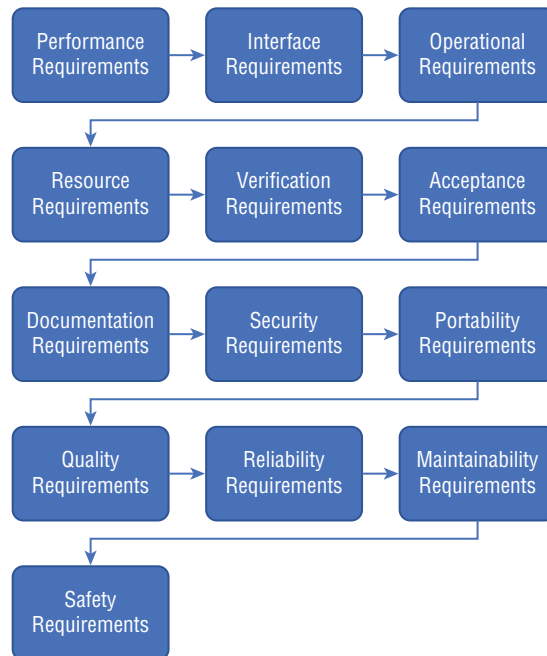 Performance
Requirements
Interface
Requirements
Operational
Requirements
Resource
Requirements
Verification
Requirements
Acceptance
Requirements
Documentation
Requirements
Security
Requirements
Portability
Requirements
Quality
Requirements
Reliability
Requirements
Maintainability
Requirements
Safety
Requirements